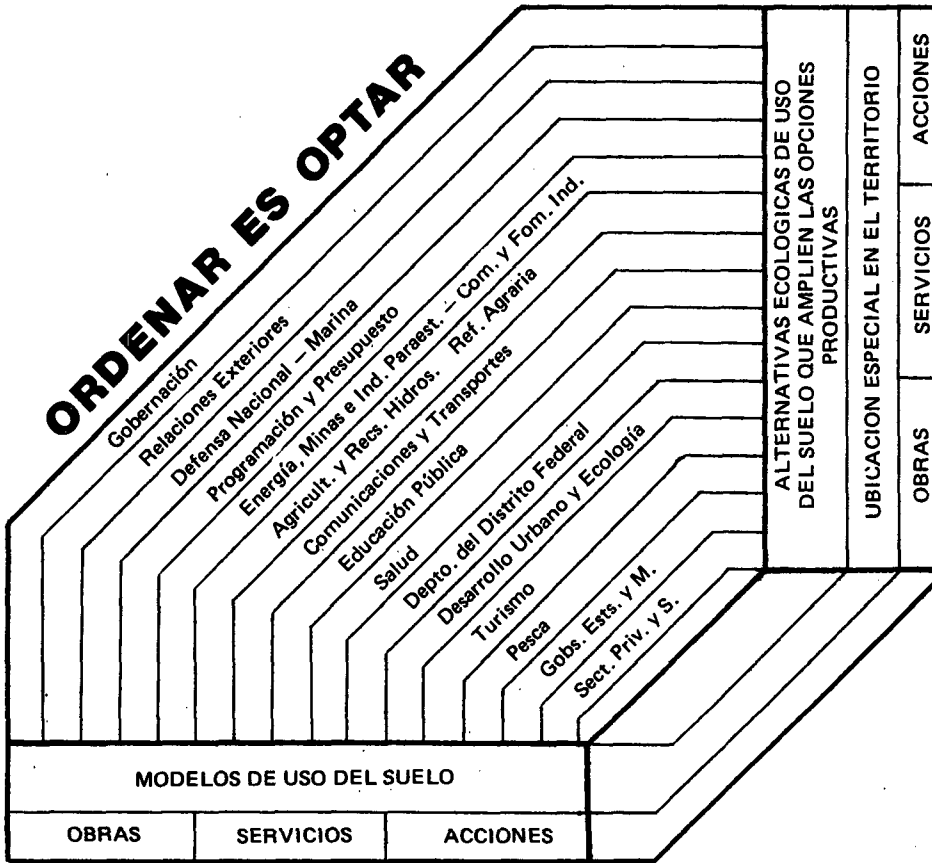 ORDENAR ES OPTAR
Gobernación
Relaciones Exteriores
Defensa Nacional – Marina
Programación y Presupuesto
Energía, Minas e Ind. Paraest. – Com. y Fom. Ind.
Agricult. y Recs. Hidros. Ref. Agraria
Comunicaciones y Transportes
Educación Pública
Salud
Depto. del Distrito Federal
Desarrollo Urbano y Ecología
Turismo
Pesca
Gobs. Ests. y M.
Sect. Priv. y S.
ALTERNATIVAS ECOLOGICAS DE USO
DEL SUELO QUE AMPLIEN LAS OPCIONES
PRODUCTIVAS
UBICACION ESPECIAL EN EL TERRITORIO
OBRAS
SERVICIOS
ACCIONES
MODELOS DE USO DEL SUELO
OBRAS
SERVICIOS
ACCIONES